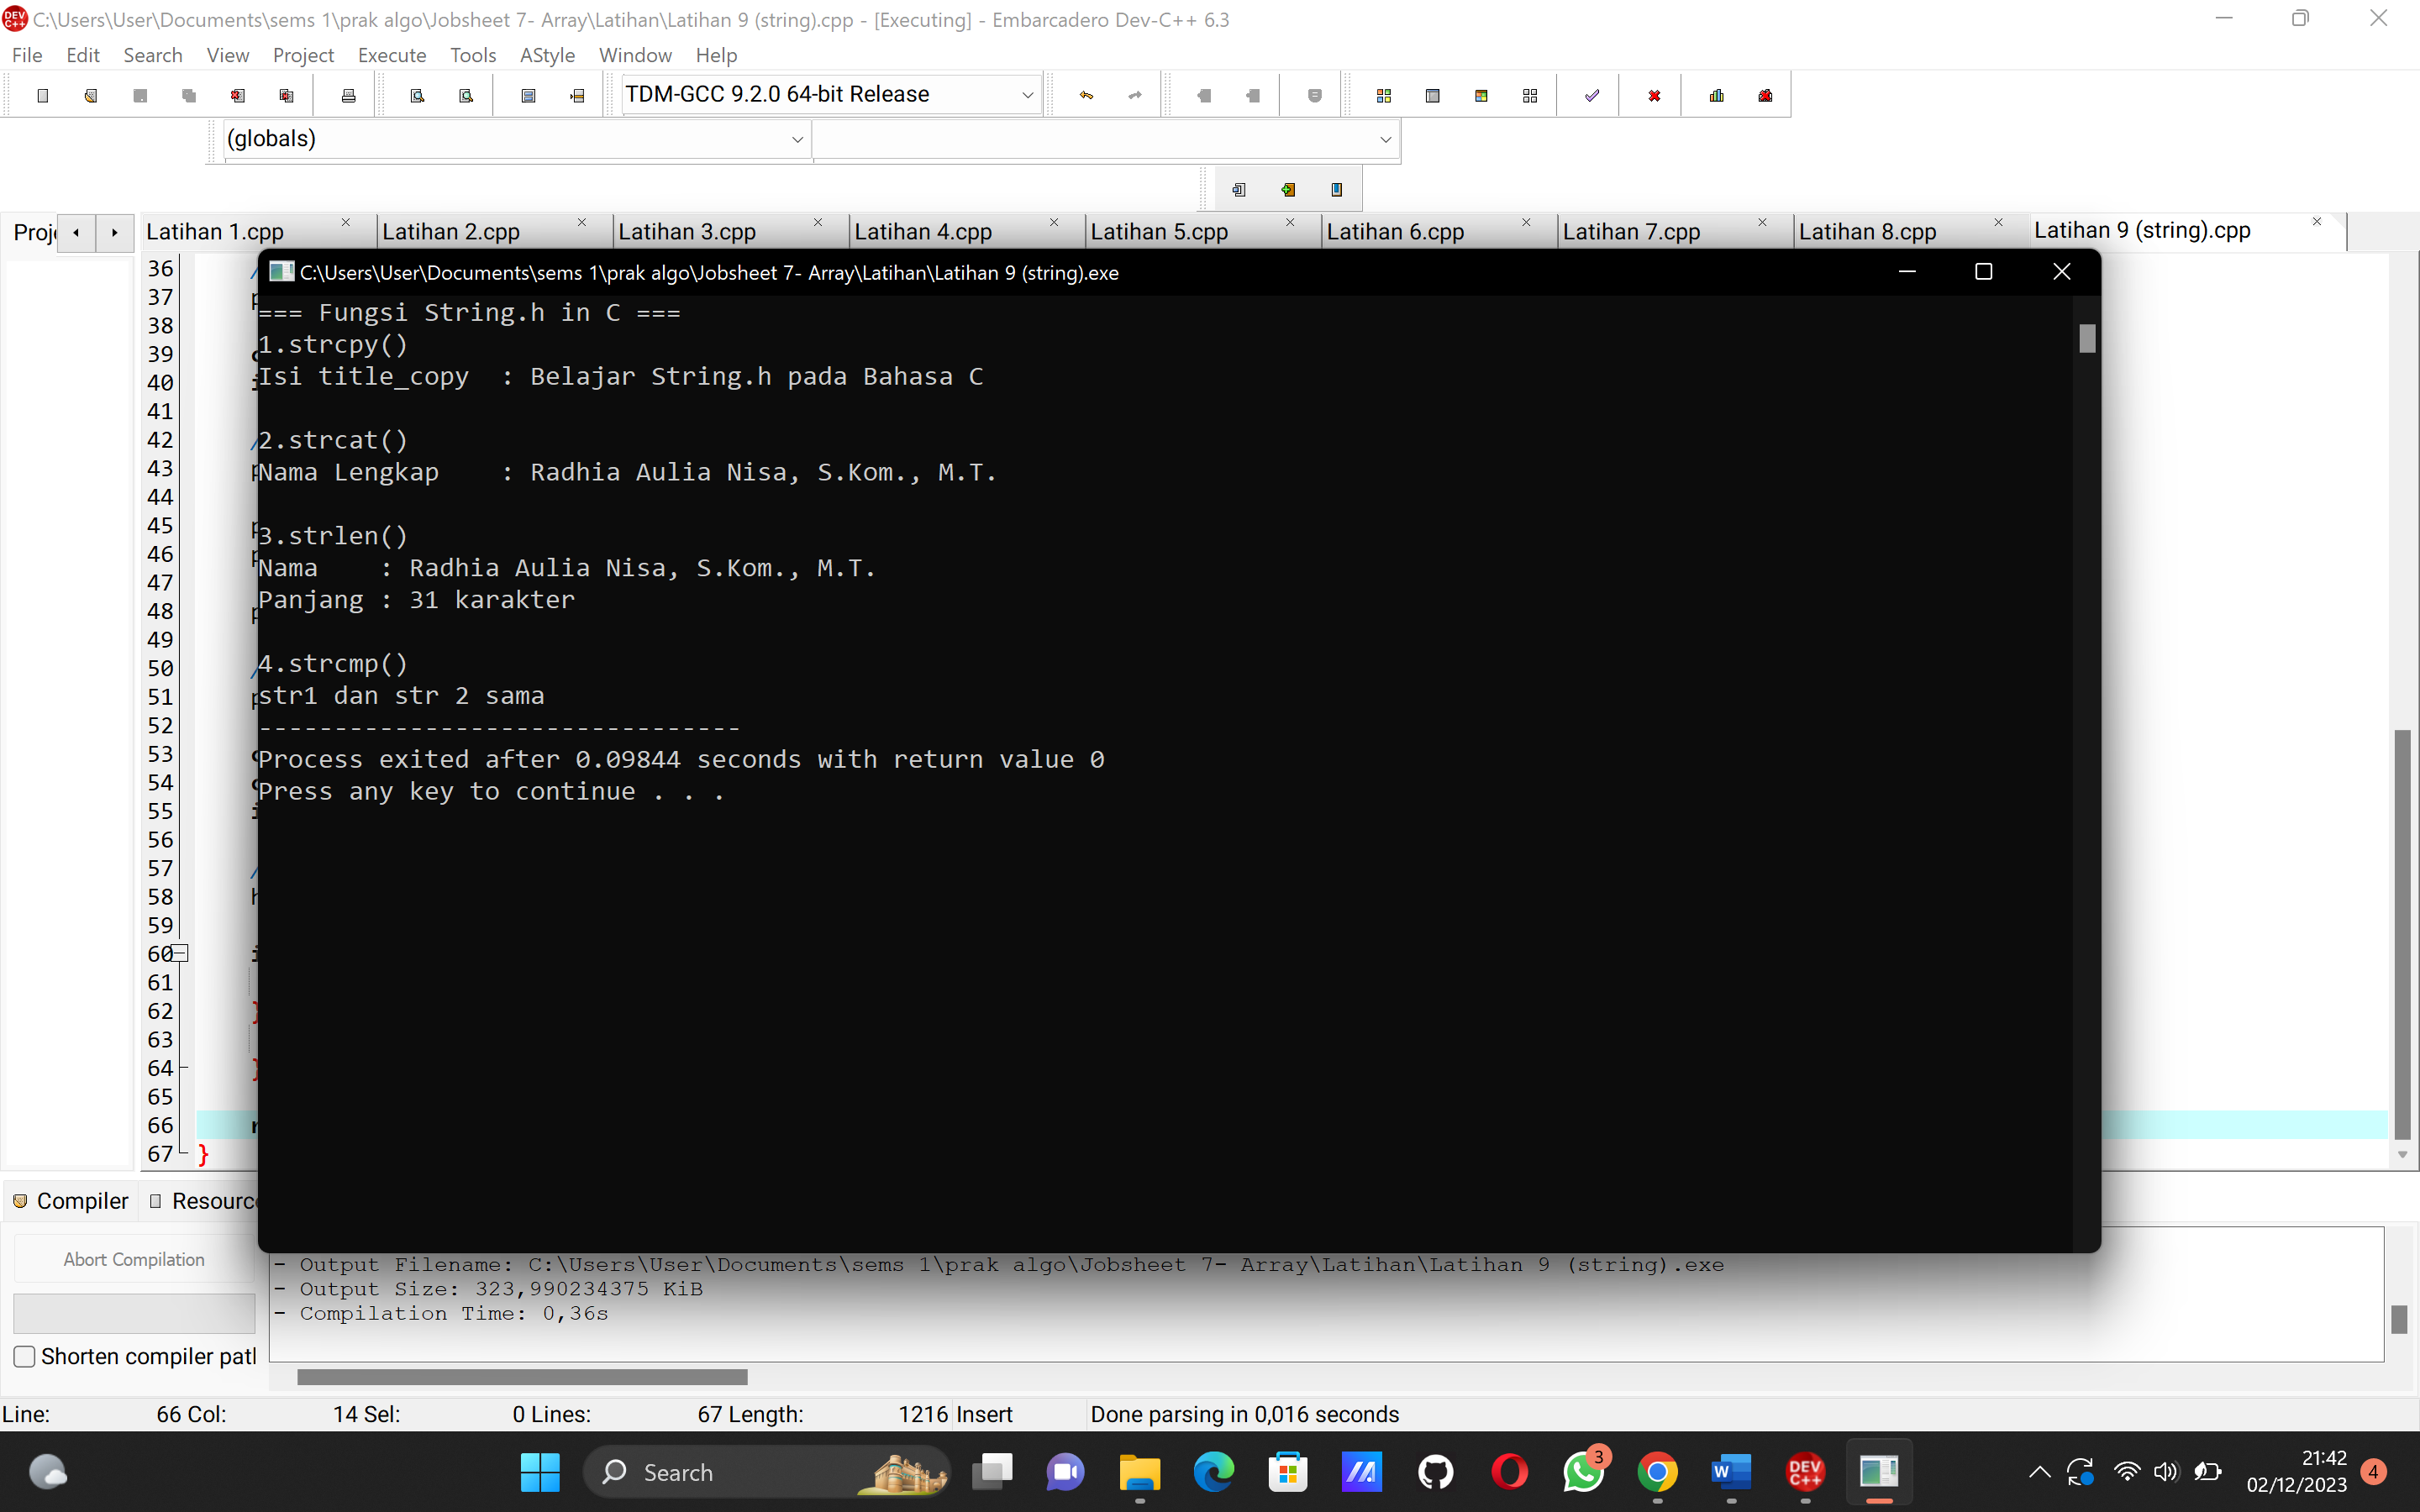 C:\Users\User\Documents\sems 1\prak algo\Jobsheet 7- Array\Latihan\Latihan 9 (string).cpp - [Executing] - Embarcadero Dev-C++ 6.3
File Edit Search View Project Execute Tools AStyle Window Help
TDM-GCC 9.2.0 64-bit Release
(globals)
Latihan 1.cpp Latihan 2.cpp Latihan 3.cpp Latihan 4.cpp Latihan 5.cpp Latihan 6.cpp Latihan 7.cpp Latihan 8.cpp Latihan 9 (string).cpp
C:\Users\User\Documents\sems 1\prak algo\Jobsheet 7- Array\Latihan\Latihan 9 (string).exe
=== Fungsi String.h in C ===
1.strcpy()
Isi title_copy : Belajar String.h pada Bahasa C
2.strcat()
Nama Lengkap : Radhia Aulia Nisa, S.Kom., M.T.
3.strlen()
Nama : Radhia Aulia Nisa, S.Kom., M.T.
Panjang : 31 karakter
4.strcmp()
str1 dan str 2 sama
--------------------------------
Process exited after 0.09844 seconds with return value 0
Press any key to continue . . .
36
37
38
39
40
41
42
43
44
45
46
47
48
49
50
51
52
53
54
55
56
57
58
59
60
61
62
63
64
65
66
67 }
Compiler
Abort Compilation
Shorten compiler
- Output Filename: C:\Users\User\Documents\sems 1\prak algo\Jobsheet 7- Array\Latihan\Latihan 9 (string).exe
- Output Size: 323,990234375 KiB
- Compilation Time: 0,36s
Line: 66 Col: 14 Sel: 0 Lines: 67 Length: 1216 Insert Done parsing in 0,016 seconds
Search
3
DEV C++
21:42
02/12/2023
4